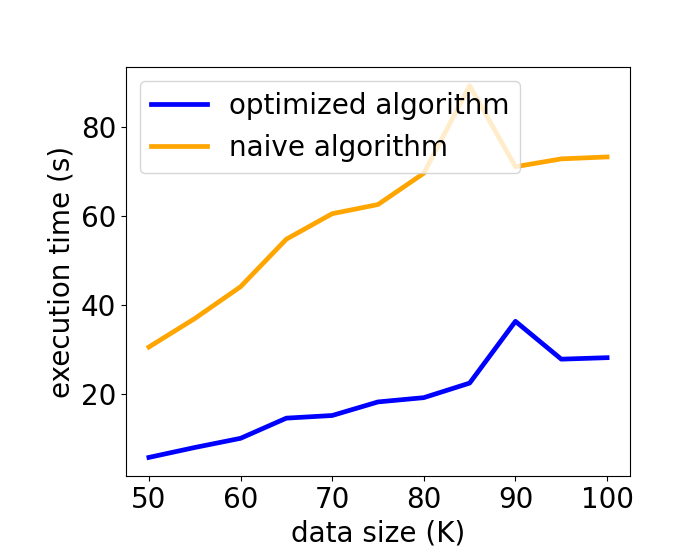 optimized algorithm
naive algorithm
execution time (s)
80
60
40
20
50 60 70 80 90 100
data size (K)